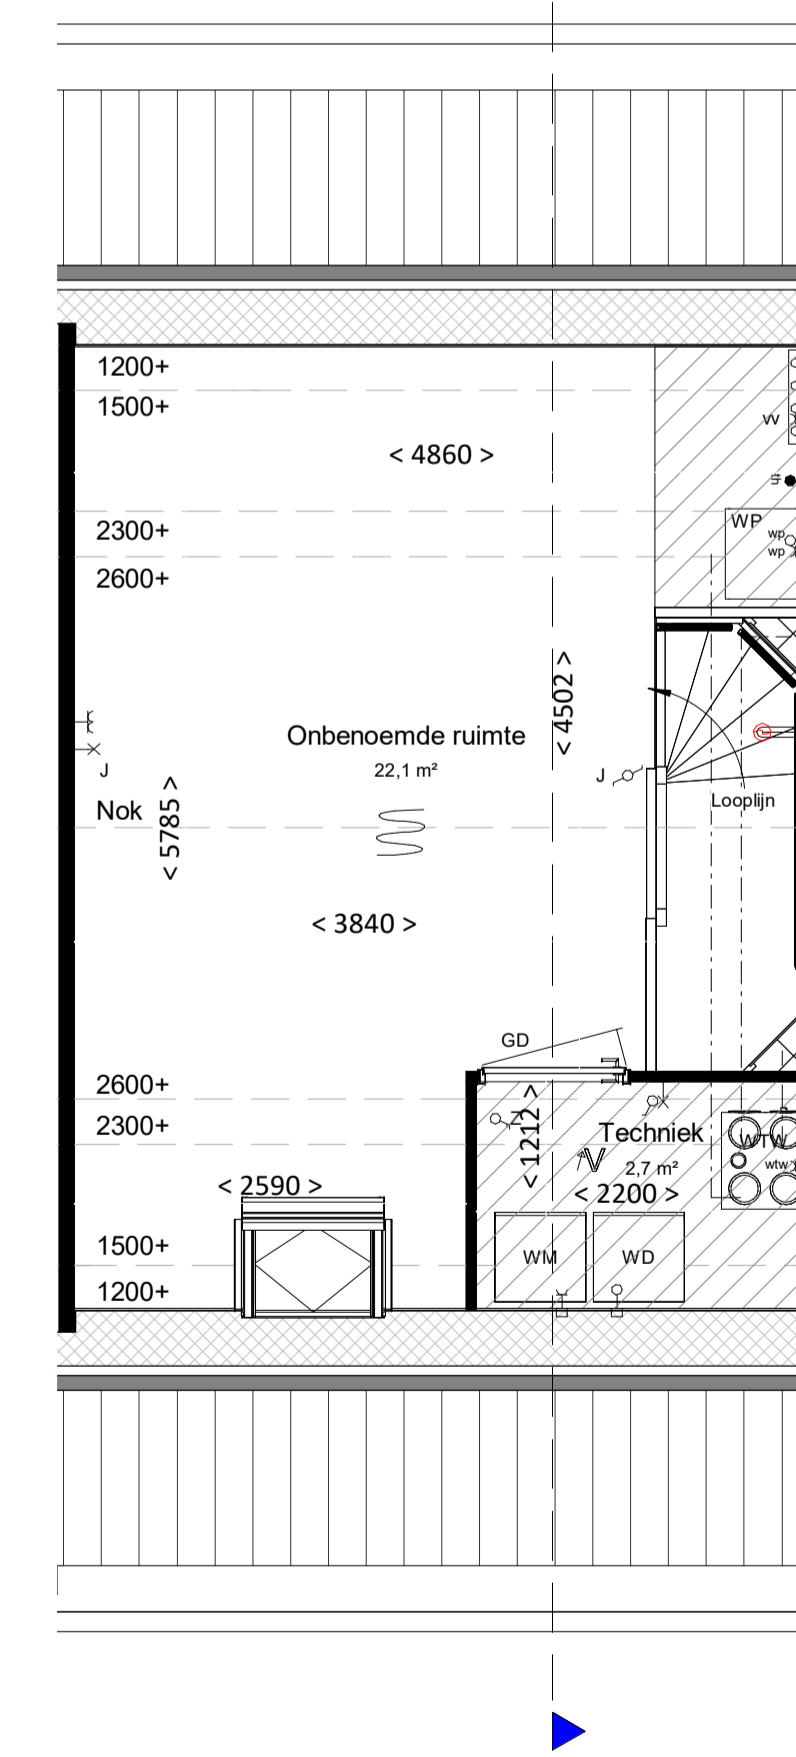 1200+
1500+
VV
< 4860 >
WP
2300+
wp
wp
2600+
< 4502 >
Onbenoemde ruimte
22,1 m²
J
J
Looplijn
Nok
< 5785 >
< 3840 >
GD
2600+
2300+
< 1212 >
Techniek
WTW
2,7 m²
wtw
< 2590 >
< 2200 >
1500+
WM
WD
1200+